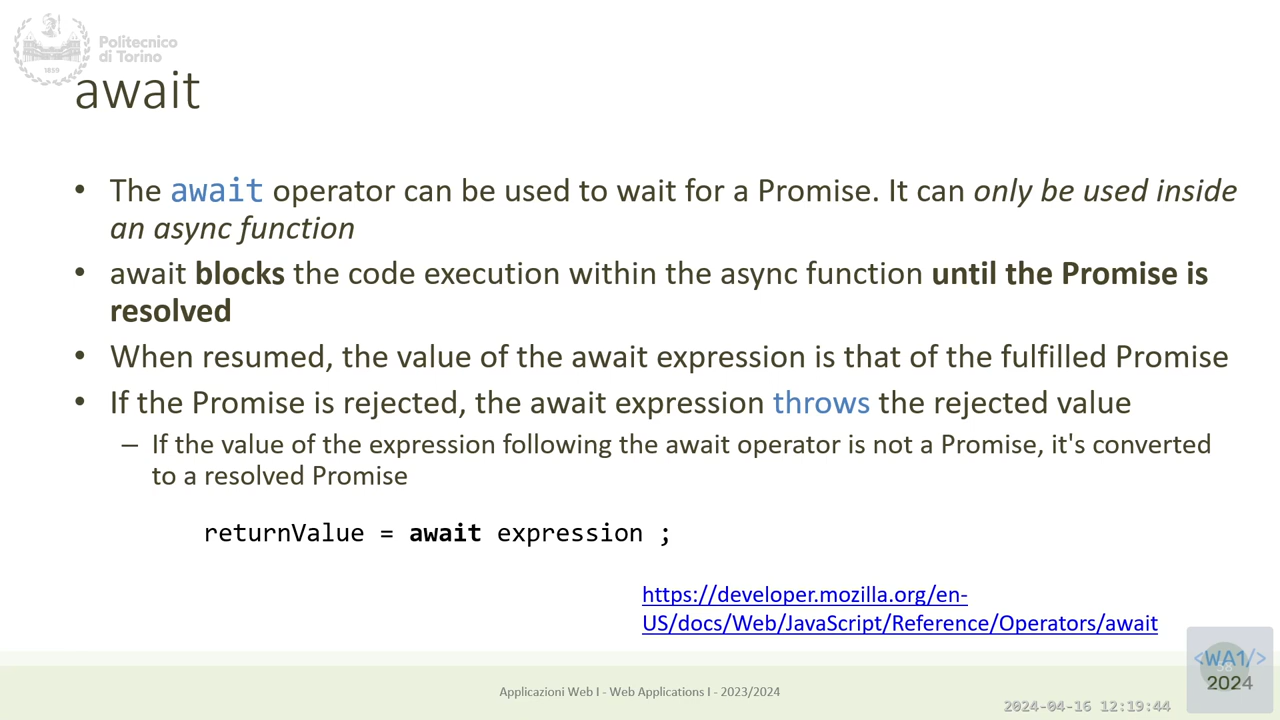 Politecnico
di Torino
1859
await
• The await operator can be used to wait for a Promise. It can only be used inside
an async function
• await blocks the code execution within the async function until the Promise is
resolved
• When resumed, the value of the await expression is that of the fulfilled Promise
• If the Promise is rejected, the await expression throws the rejected value
– If the value of the expression following the await operator is not a Promise, it's converted
to a resolved Promise
returnValue = await expression ;
https://developer.mozilla.org/en-
US/docs/Web/JavaScript/Reference/Operators/await
<WA1/>
2024
Applicazioni Web I - Web Applications I - 2023/2024
2024-04-16 12:19:44